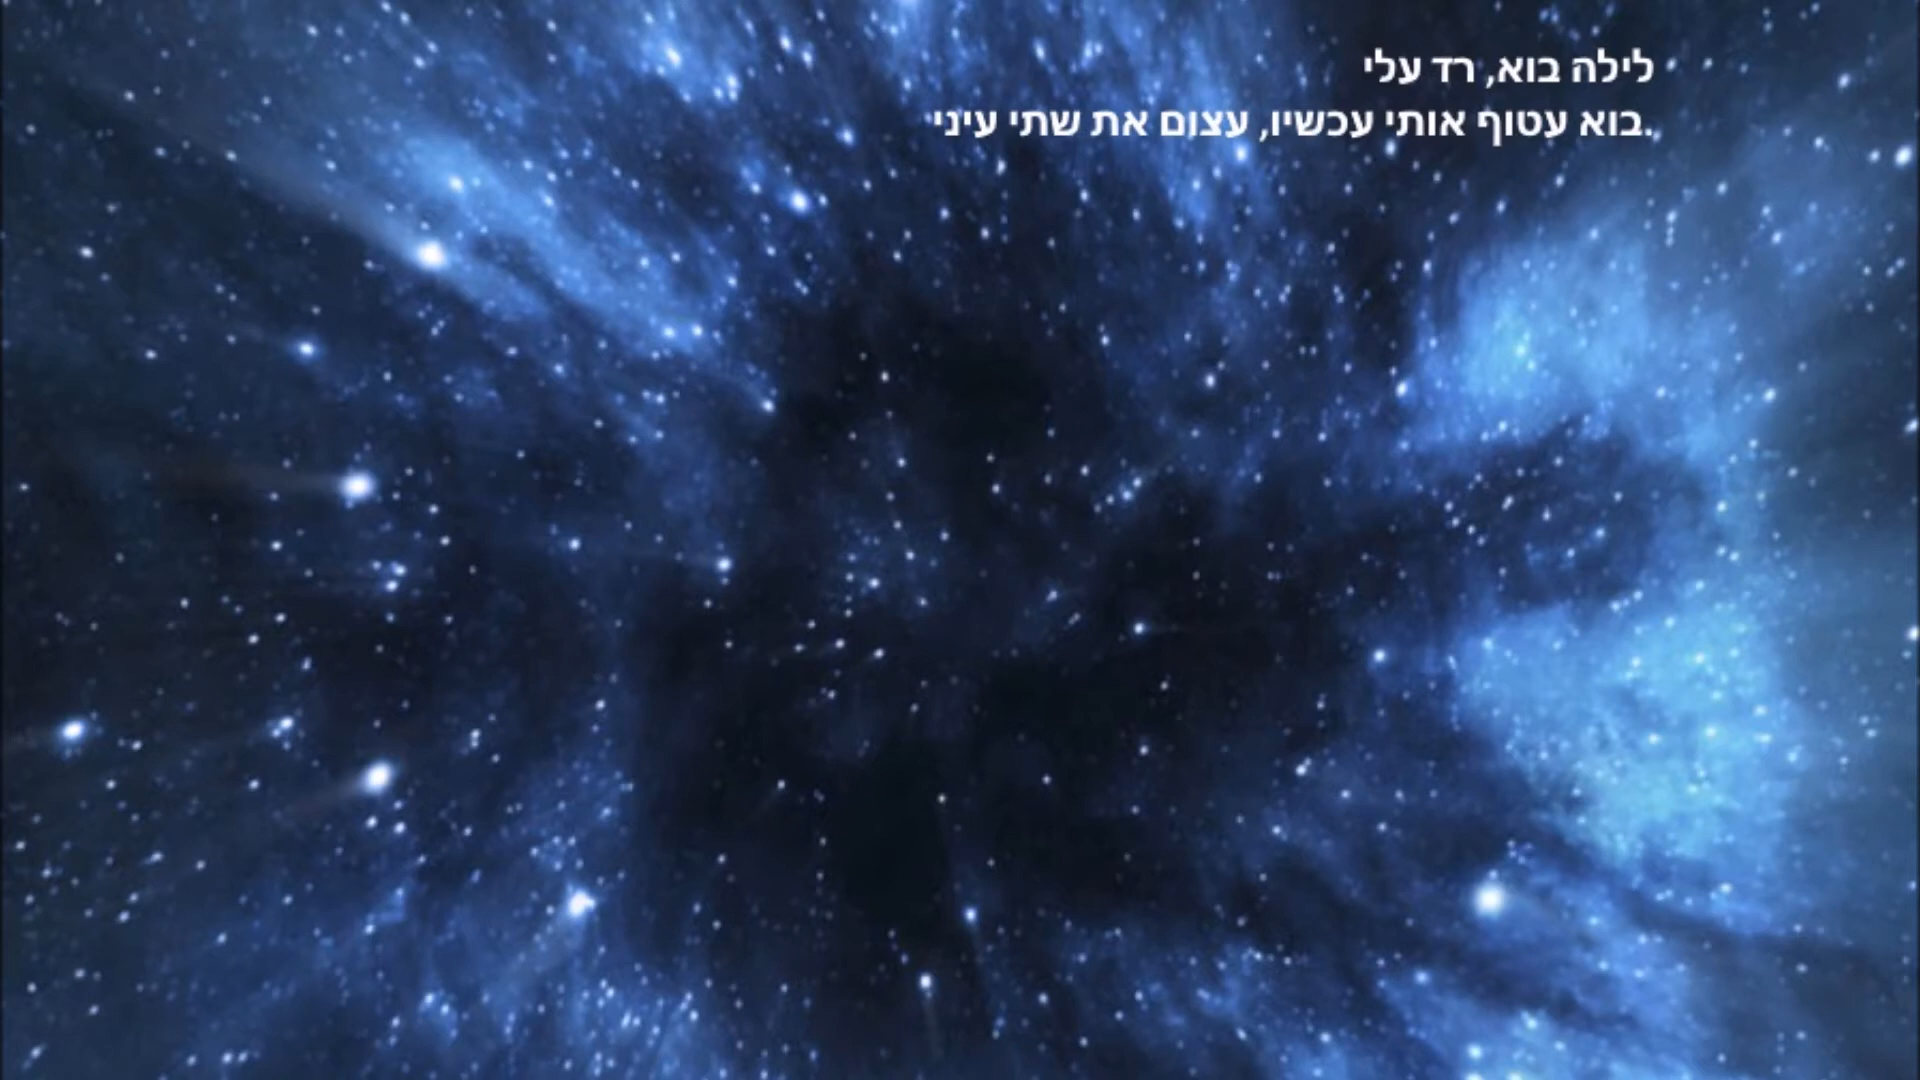 לילה בוא, רד עלי
.בוא עטוף אותי עכשיו, עצום את שתי עיני